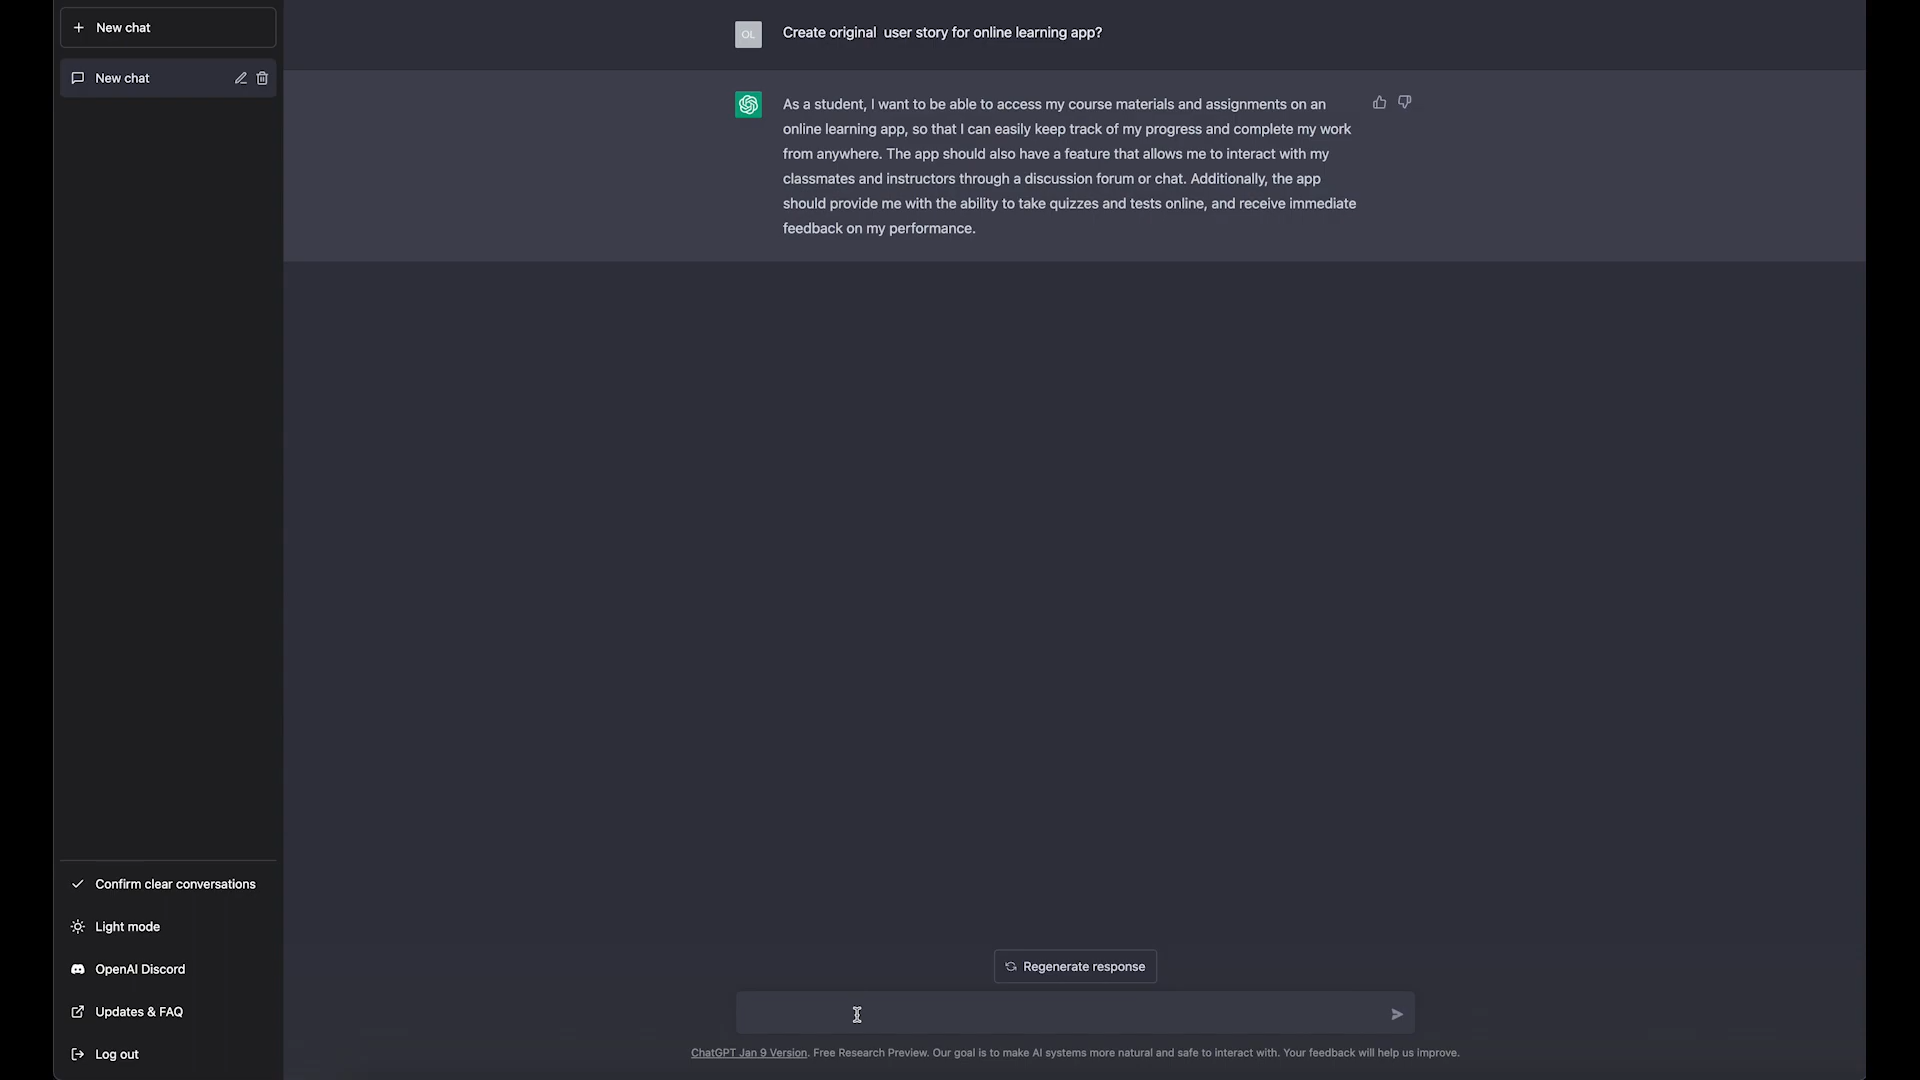 New chat
New chat
OL
Create original  user story for online learning app?
As a student, I want to be able to access my course materials and assignments on an
online learning app, so that I can easily keep track of my progress and complete my work
from anywhere. The app should also have a feature that allows me to interact with my
classmates and instructors through a discussion forum or chat. Additionally, the app
should provide me with the ability to take quizzes and tests online, and receive immediate
feedback on my performance.
Confirm clear conversations
Light mode
OpenAI Discord
Updates & FAQ
Log out
Regenerate response
ChatGPT Jan 9 Version. Free Research Preview. Our goal is to make AI systems more natural and safe to interact with. Your feedback will help us improve.